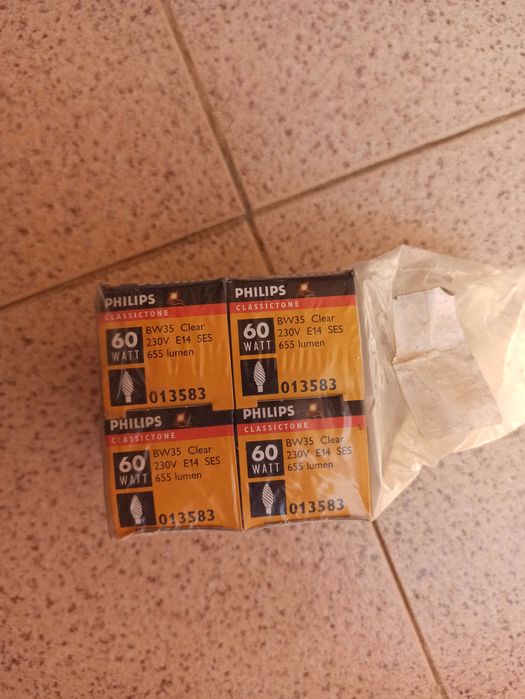 PHILIPS
CLASSICTONE
60
WATT
BW35 Clear
230V E14 SES
655 lumen
013583
PHILIPS
CLASSICTONE
60
WATT
BW35 Clear
230V E14 SES
655 lumen
013583
PHILIPS
CLASSICTONE
60
WATT
BW35 Clear
230V E14 SES
655 lumen
013583
PHILIPS
CLASSICTONE
60
WATT
BW35 Clear
230V E14 SES
655 lumen
013583